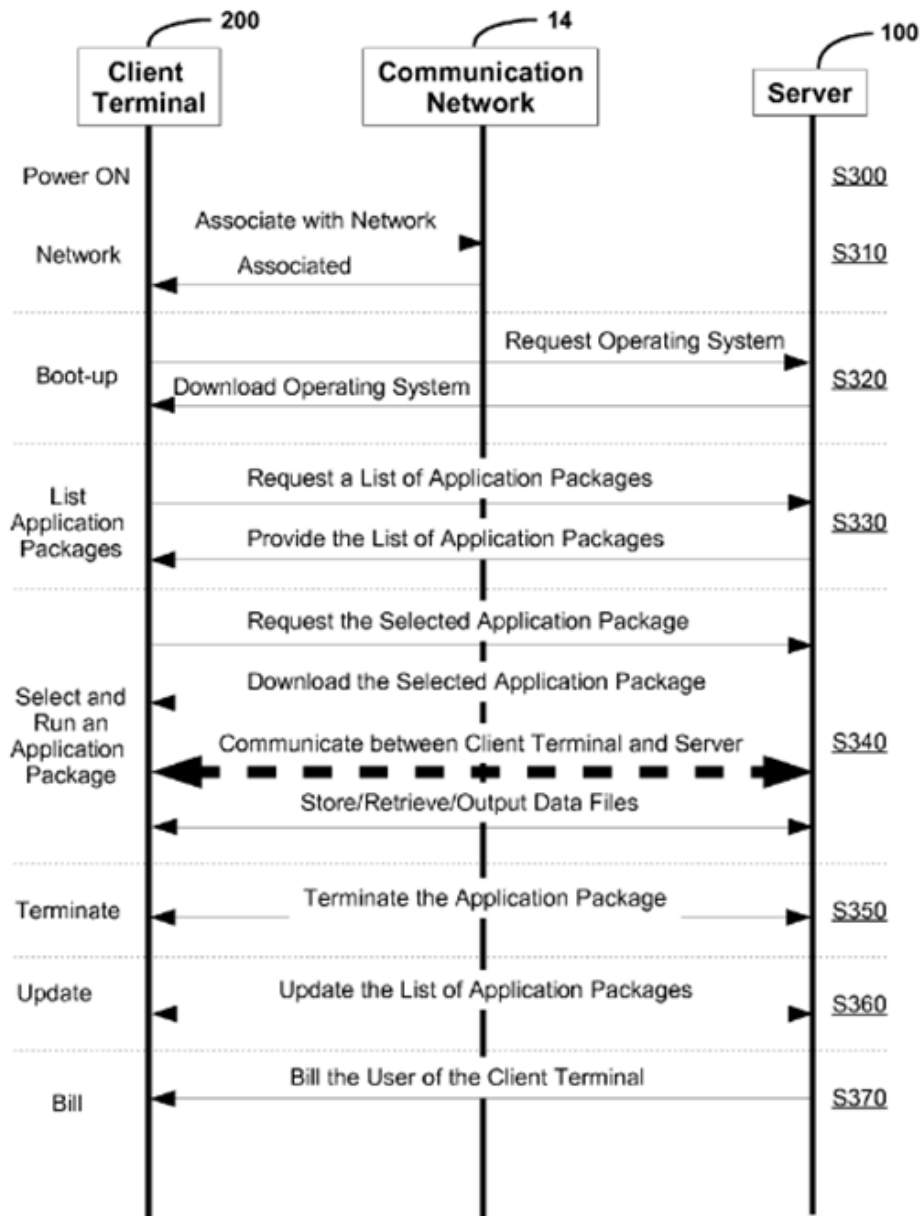 200
14
100
Client
Terminal
Communication
Network
Server
Power ON
S300
Associate with Network
Network
S310
Associated
Request Operating System
Boot-up
S320
Download Operating System
Request a List of Application Packages
List
Application
Packages
S330
Provide the List of Application Packages
Request the Selected Application Package
Download the Selected Application Package
Select and
Run an
Application
Package
S340
Communicate between Client Terminal and Server
Store/Retrieve/Output Data Files
Terminate
Terminate the Application Package
S350
Update
Update the List of Application Packages
S360
Bill the User of the Client Terminal
Bill
S370